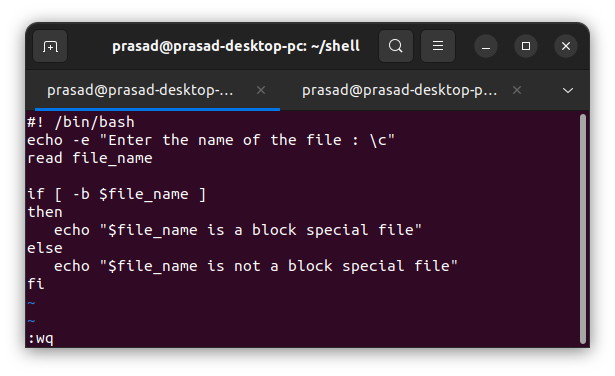 prasad@prasad-desktop-pc: ~/shell
prasad@prasad-desktop-... prasad@prasad-desktop-p...
#! /bin/bash
echo -e "Enter the name of the file : \c"
read file_name
if [ -b $file_name ]
then
   echo "$file_name is a block special file"
else
   echo "$file_name is not a block special file"
fi
~
~
:wq